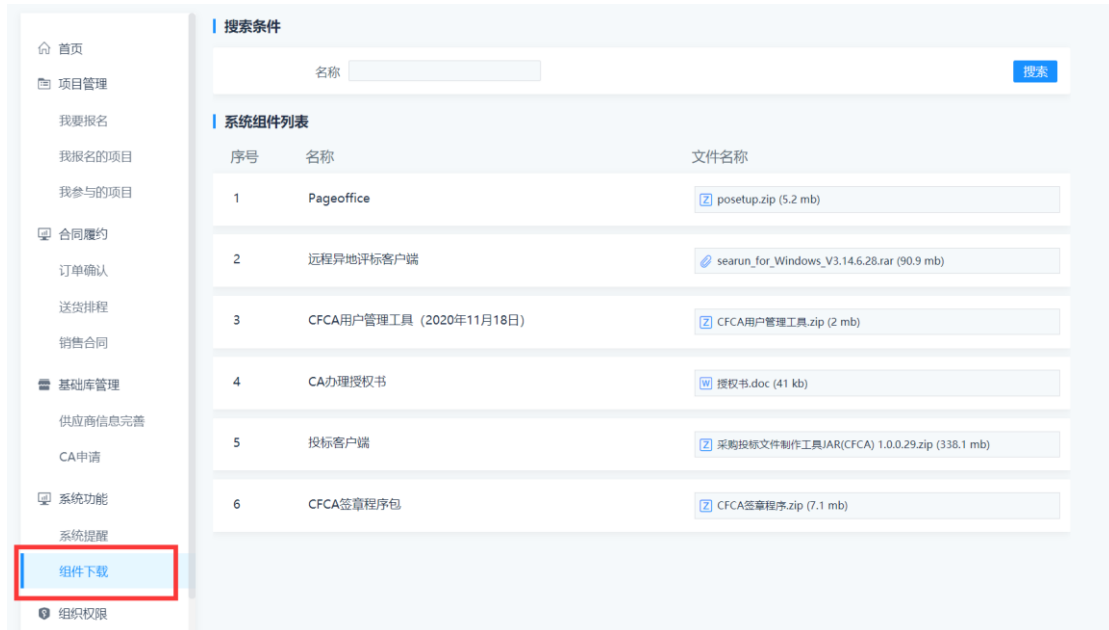 首页
项目管理
我要报名
我报名的项目
我参与的项目
合同履约
订单确认
送货排程
销售合同
基础库管理
供应商信息完善
CA申请
系统功能
系统提醒
组件下载
组织权限
搜索条件
名称
搜索
系统组件列表
序号 名称 文件名称
1 Pageoffice posetup.zip (5.2 mb)
2 远程异地评标客户端 searun_for_Windows_V3.14.6.28.rar (90.9 mb)
3 CFCA用户管理工具（2020年11月18日） CFCA用户管理工具.zip (2 mb)
4 CA办理授权书 授权书.doc (41 kb)
5 投标客户端 采购投标文件制作工具JAR(CFCA) 1.0.0.29.zip (338.1 mb)
6 CFCA签章程序包 CFCA签章程序.zip (7.1 mb)